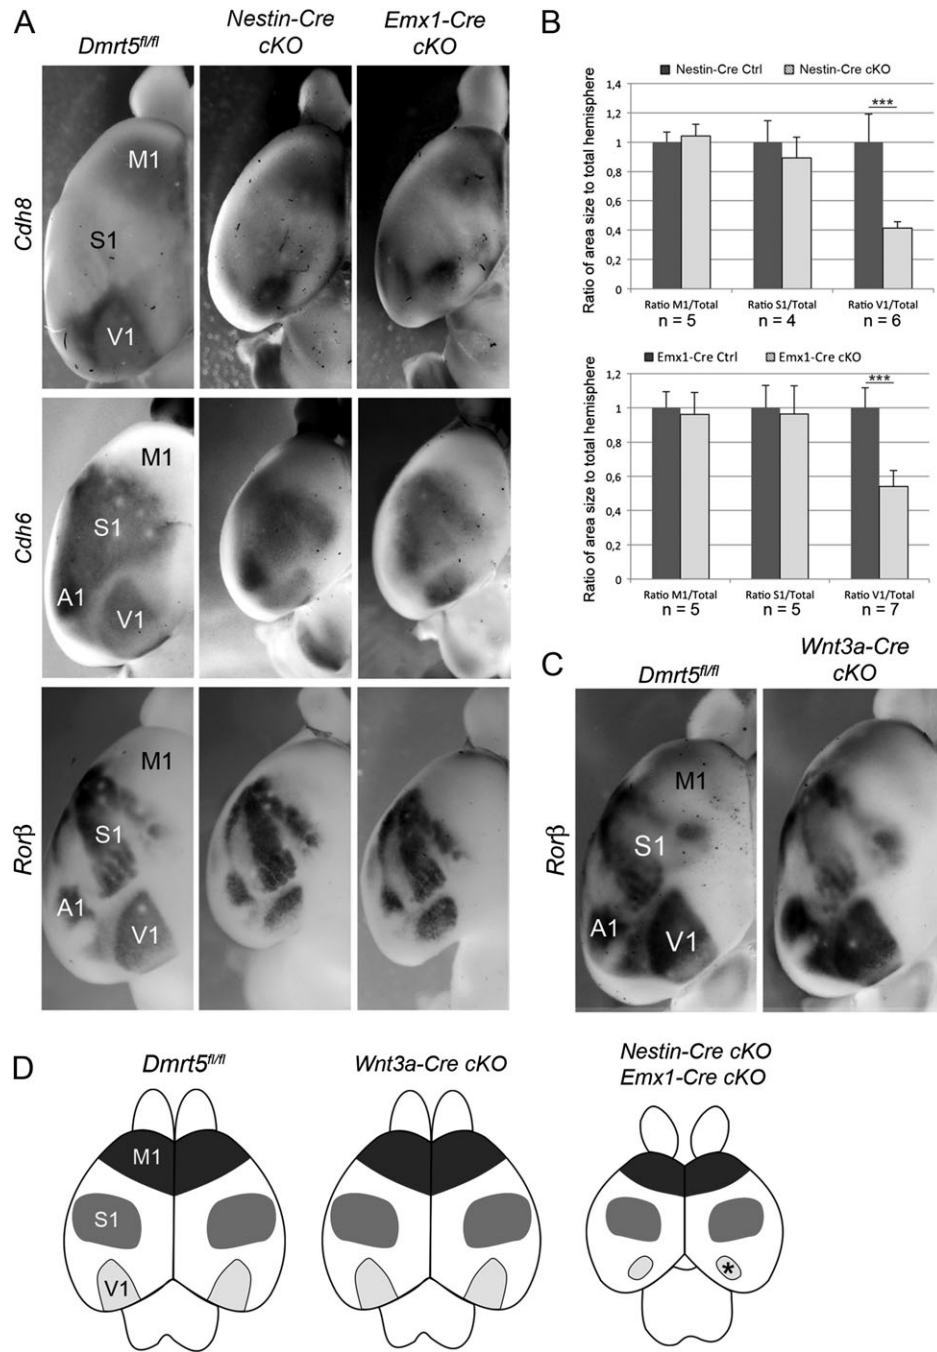 A
Dmrt5fl/fl
Nestin-Cre
cKO
Emx1-Cre
cKO
Cdh8
M1
S1
V1
Cdh6
M1
S1
A1
V1
Rorβ
M1
S1
A1
V1
B
Nestin-Cre Ctrl
Nestin-Cre cKO
Ratio of area size to total hemisphere
1,4
1,2
1
0,8
0,6
0,4
0,2
0
***
Ratio M1/Total
Ratio S1/Total
Ratio V1/Total
n = 5
n = 4
n = 6
Emx1-Cre Ctrl
Emx1-Cre cKO
Ratio of area size to total hemisphere
1,2
1
0,8
0,6
0,4
0,2
0
***
Ratio M1/Total
Ratio S1/Total
Ratio V1/Total
n = 5
n = 5
n = 7
C
Dmrt5fl/fl
Wnt3a-Cre
cKO
Rorβ
M1
S1
A1
V1
D
Dmrt5fl/fl
Wnt3a-Cre cKO
Nestin-Cre cKO
Emx1-Cre cKO
M1
S1
V1
*